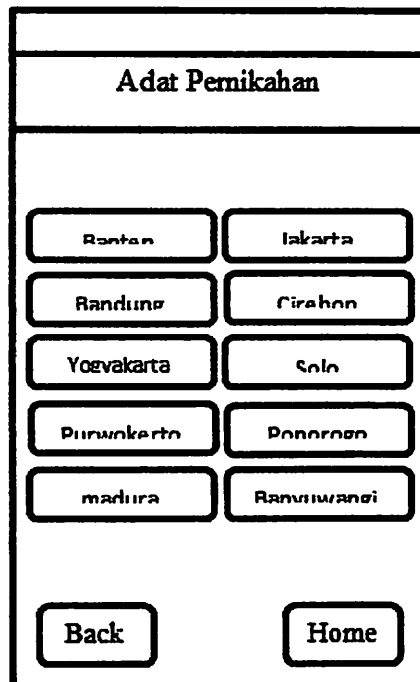 Adat Pernikahan
Banten Jakarta
Bandung Cirebon
Yogyakarta Solo
Purwokerto Ponorogo
madura Banyuwangi
Back Home